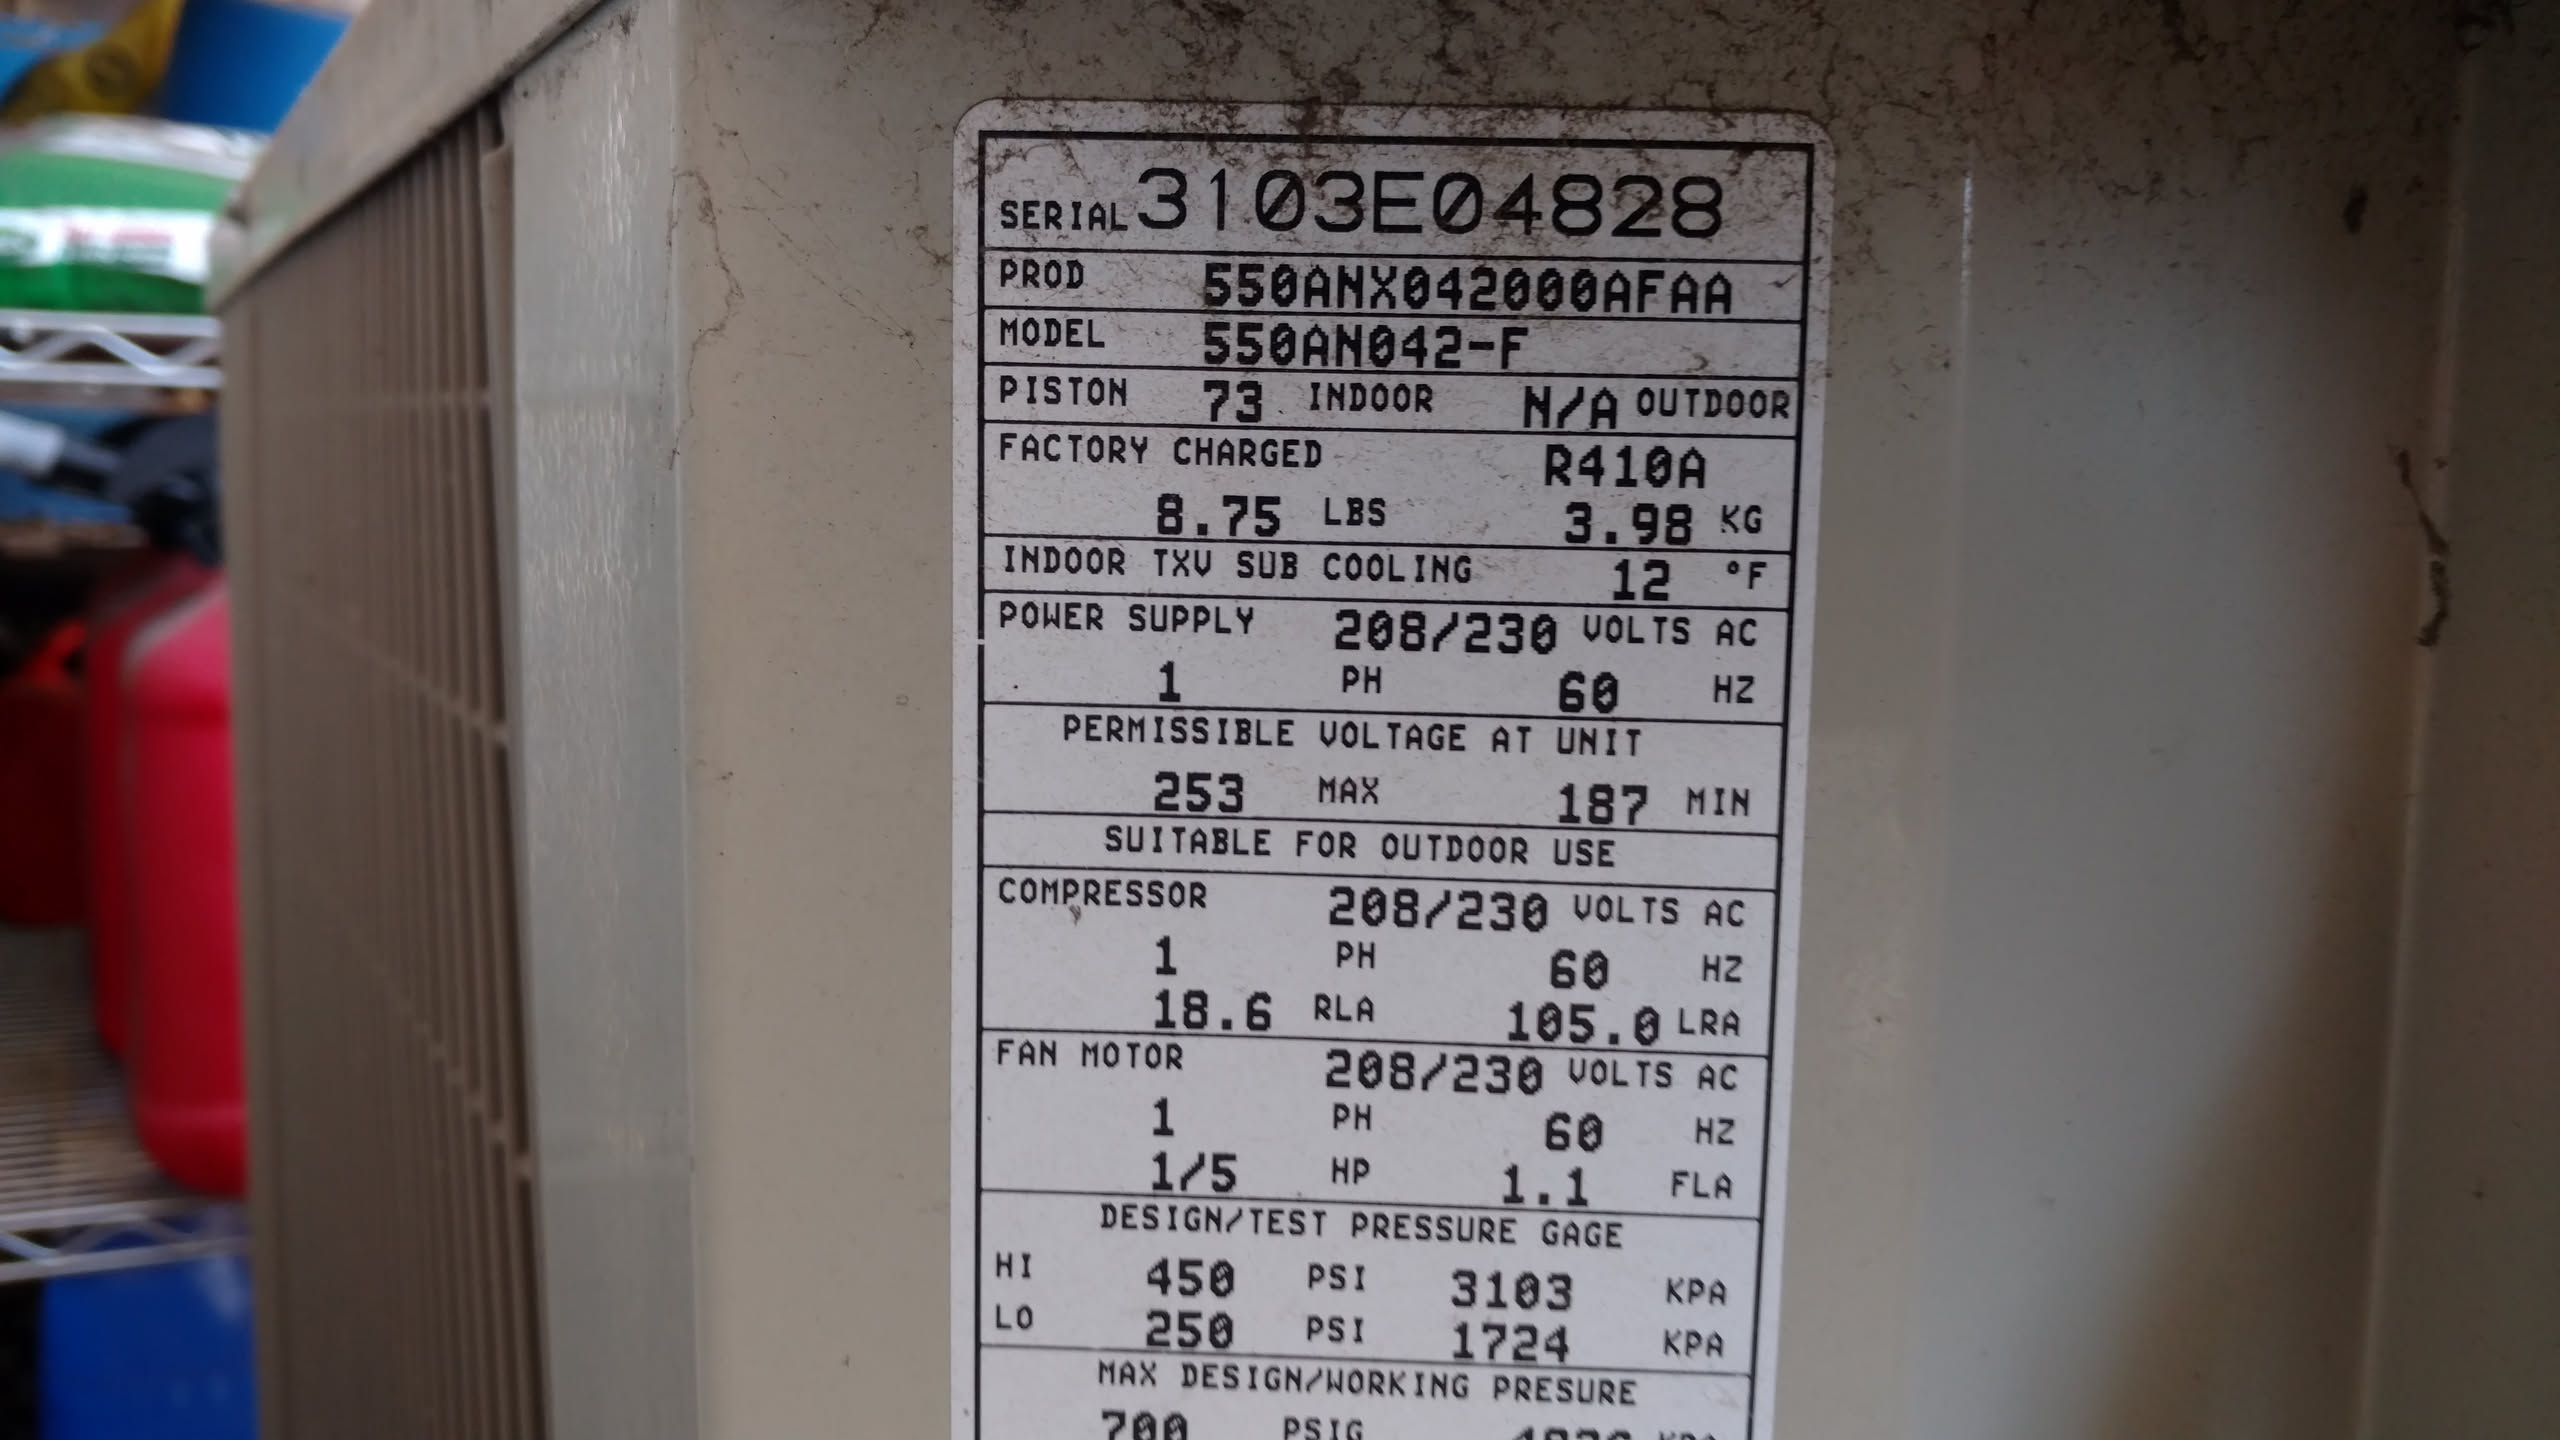 SERIAL 3103E04828
PROD 550ANX042000AFAA
MODEL 550AN042-F
PISTON 73 INDOOR N/A OUTDOOR
FACTORY CHARGED R410A
8.75 LBS 3.98 KG
INDOOR TXV SUB COOLING 12 °F
POWER SUPPLY 208/230 VOLTS AC
1 PH 60 HZ
PERMISSIBLE VOLTAGE AT UNIT
253 MAX 187 MIN
SUITABLE FOR OUTDOOR USE
COMPRESSOR 208/230 VOLTS AC
1 PH 60 HZ
18.6 RLA 105.0 LRA
FAN MOTOR 208/230 VOLTS AC
1 PH 60 HZ
1/5 HP 1.1 FLA
DESIGN/TEST PRESSURE GAGE
HI 450 PSI 3103 KPA
LO 250 PSI 1724 KPA
MAX DESIGN/WORKING PRESURE
700 PSIG